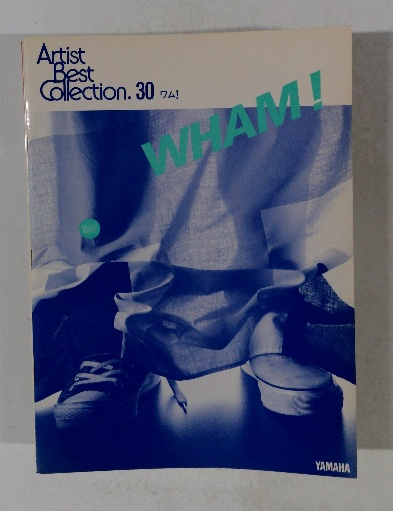 Artist
Best
Collection. 30 ワム!
WHAM!
YAMAHA